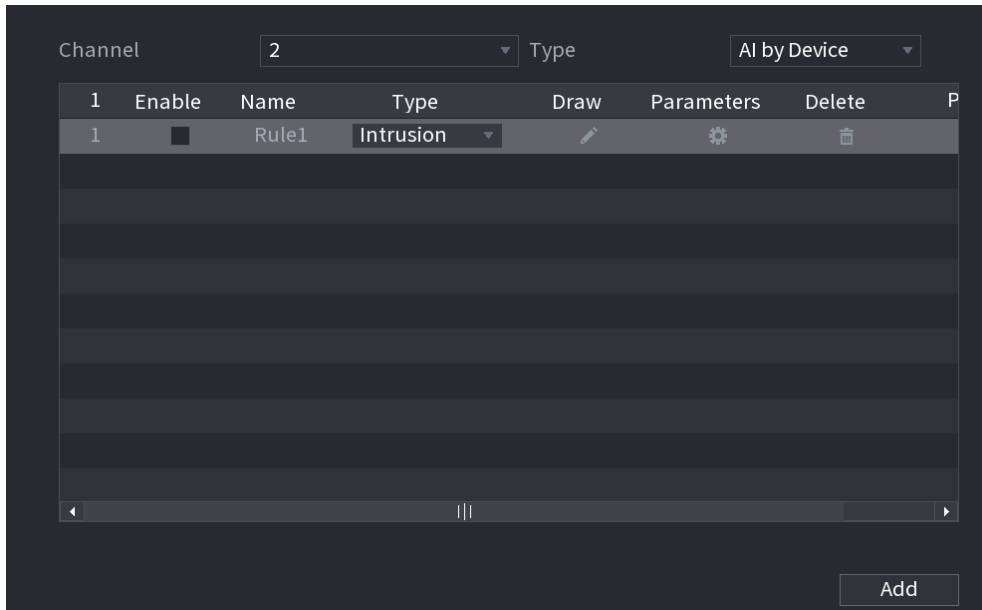 Channel 2 Type AI by Device
1 Enable Name Type Draw Parameters Delete P
1 Rule1 Intrusion
Add